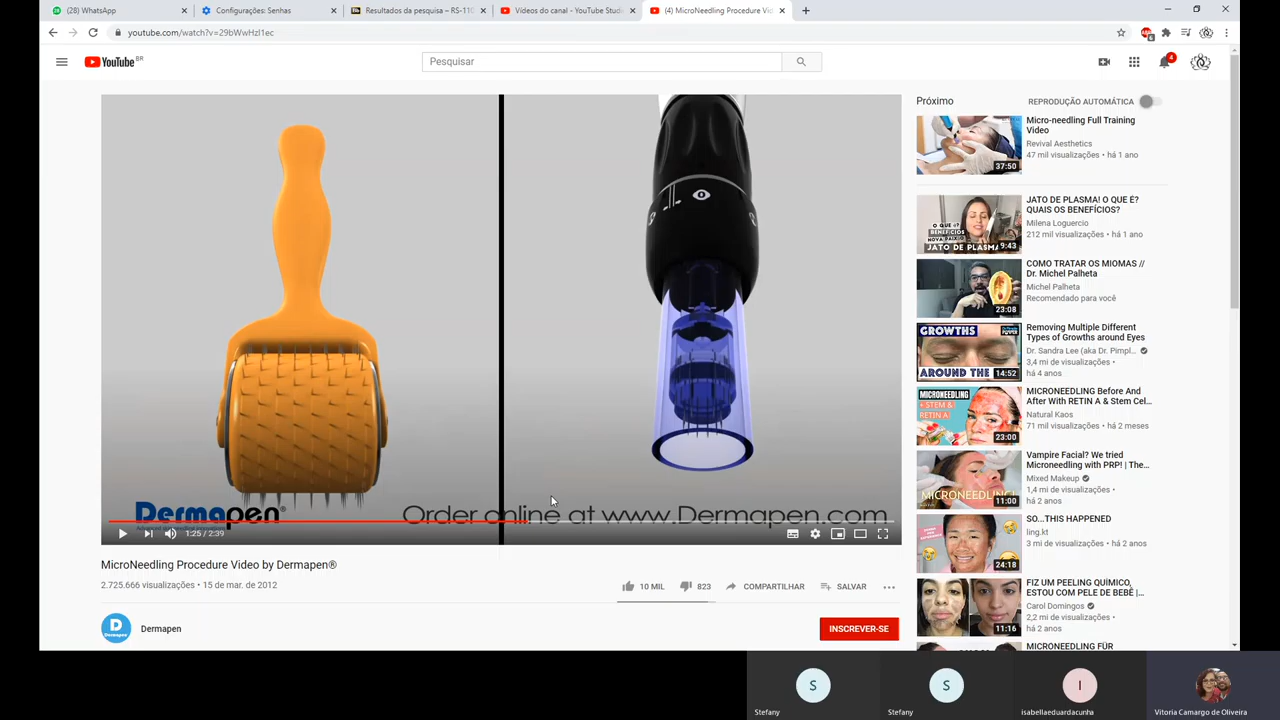 (28) WhatsApp
Configurações: Senhas
Resultados da pesquisa – RS-110
Vídeos do canal - YouTube Studi
(4) MicroNeedling Procedure Vid
youtube.com/watch?v=29bWwHzI1ec
YouTube BR
Pesquisar
4
Próximo
REPRODUÇÃO AUTOMÁTICA
Micro-needling Full Training
Video
Revival Aesthetics
47 mil visualizações • há 1 ano
37:50
JATO DE PLASMA! O QUE É?
QUAIS OS BENEFÍCIOS?
Milena Loguercio
212 mil visualizações • há 1 ano
JATO DE PLASMA
9:43
COMO TRATAR OS MIOMAS //
Dr. Michel Palheta
Michel Palheta
Recomendado para você
23:08
GROWTHS
AROUND THE
14:52
Removing Multiple Different
Types of Growths around Eyes
Dr. Sandra Lee (aka Dr. Pimpl...
3,4 mi de visualizações •
há 4 anos
MICRONEEDLING
+ STEM &
RETIN A
23:00
MICRONEEDLING Before And
After With RETIN A & Stem Cel...
Natural Kaos
71 mil visualizações • há 2 meses
MICRONEEDLING!
11:00
Vampire Facial? We tried
Microneedling with PRP! | The...
Mixed Makeup
1,4 mi de visualizações •
há 2 anos
SO...THIS HAPPENED
ling.kt
3 mi de visualizações • há 2 anos
24:18
FIZ UM PEELING QUÍMICO,
ESTOU COM PELE DE BEBÊ |...
Carol Domingos
2,2 mi de visualizações •
há 2 anos
11:16
MICRONEEDLING FÜR
Dermapen®
Order online at www.Dermapen.com
1:25 / 2:39
MicroNeedling Procedure Video by Dermapen®
2.725.666 visualizações • 15 de mar. de 2012
10 MIL
823
COMPARTILHAR
SALVAR
Dermapen
INSCREVER-SE
S
S
I
Stefany
Stefany
isabellaeduardacunha
Vitoria Camargo de Oliveira